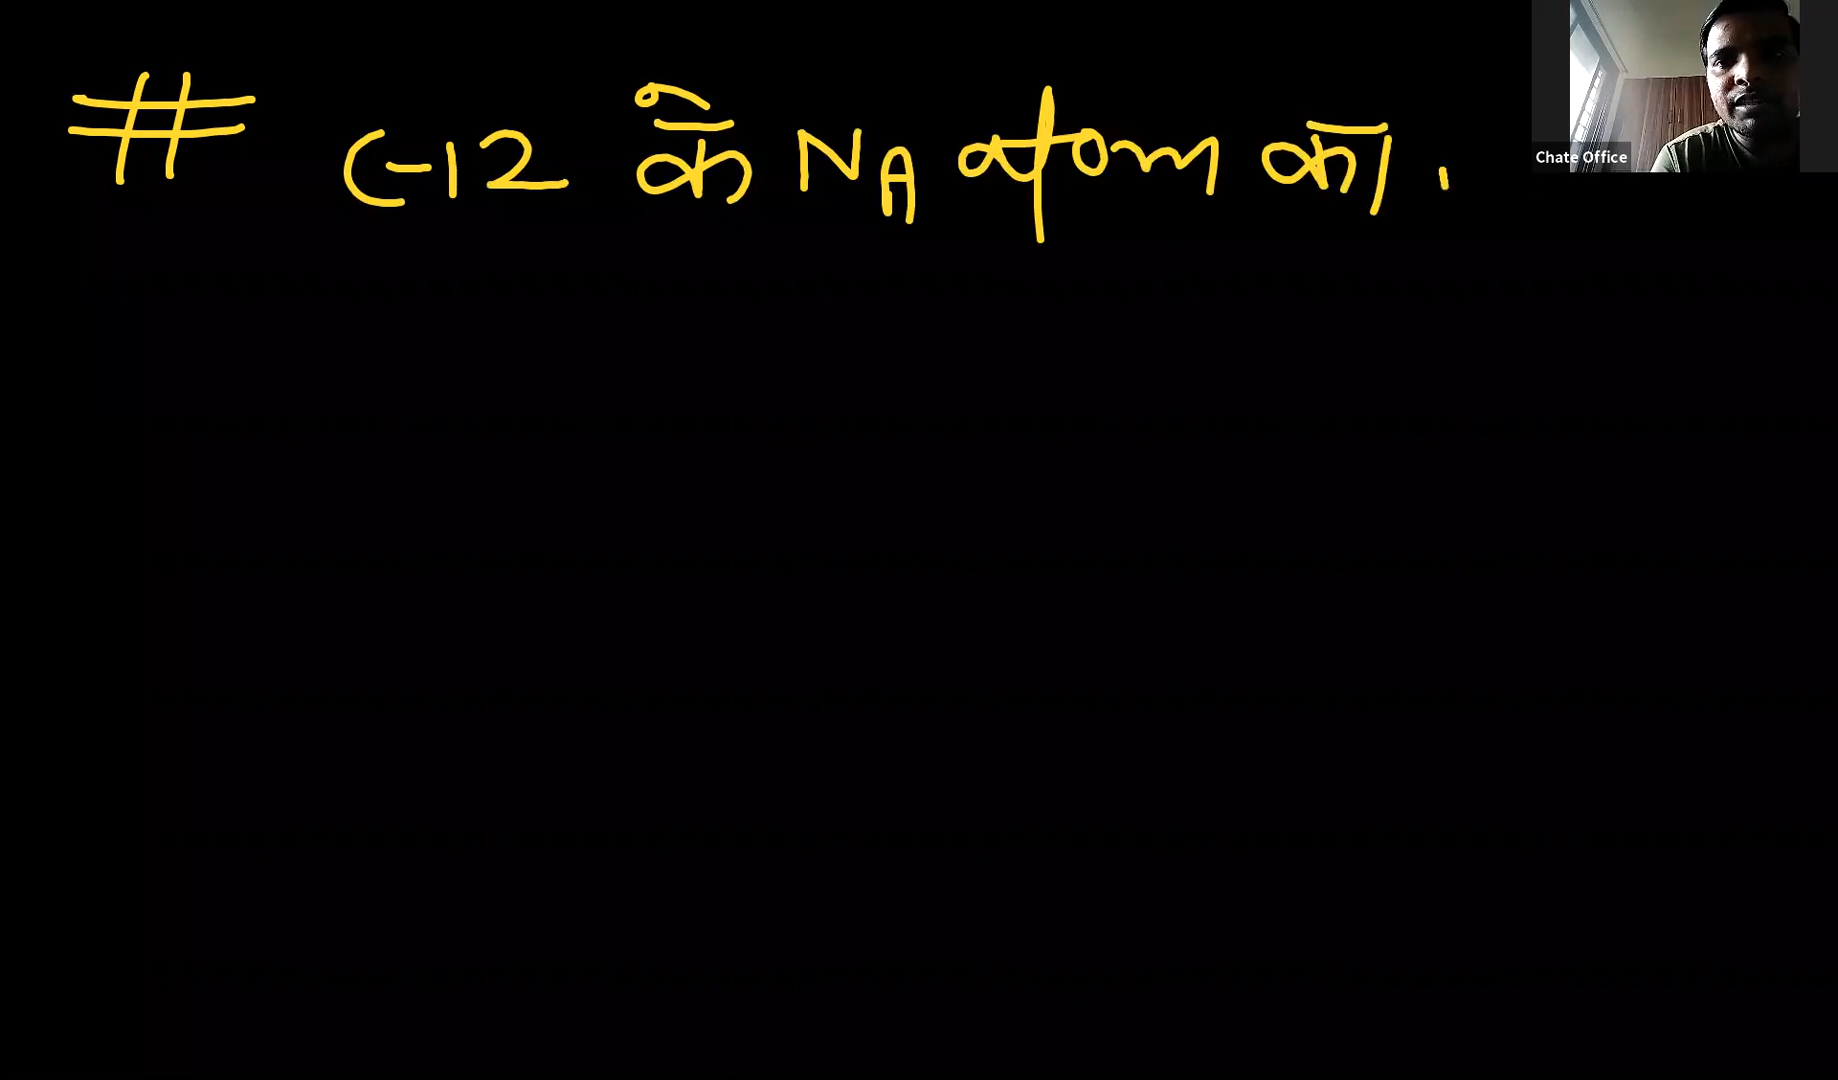 # C-12 के NA atom का .
Chate Office